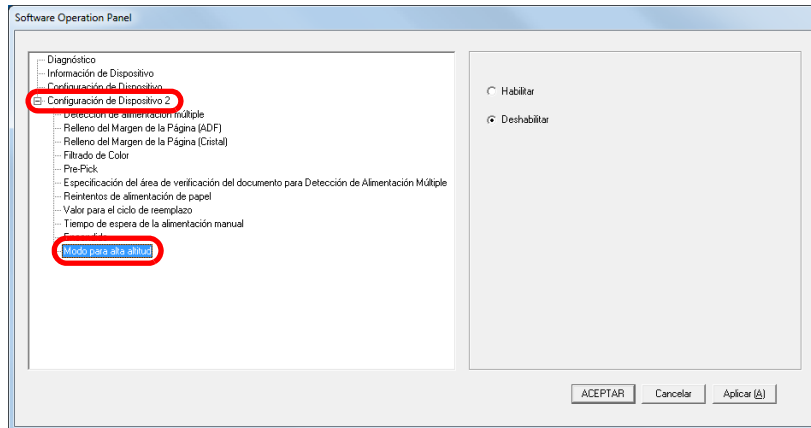 Software Operation Panel
Diagnóstico
Información de Dispositivo
Configuración de Dispositivo
Configuración de Dispositivo 2
Detección de alimentación múltiple
Relleno del Margen de la Página (ADF)
Relleno del Margen de la Página (Cristal)
Filtrado de Color
Pre-Pick
Especificación del área de verificación del documento para Detección de Alimentación Múltiple
Reintentos de alimentación de papel
Valor para el ciclo de reemplazo
Tiempo de espera de la alimentación manual
Encendido
Modo para alta altitud
Habilitar
Deshabilitar
ACEPTAR Cancelar Aplicar (A)